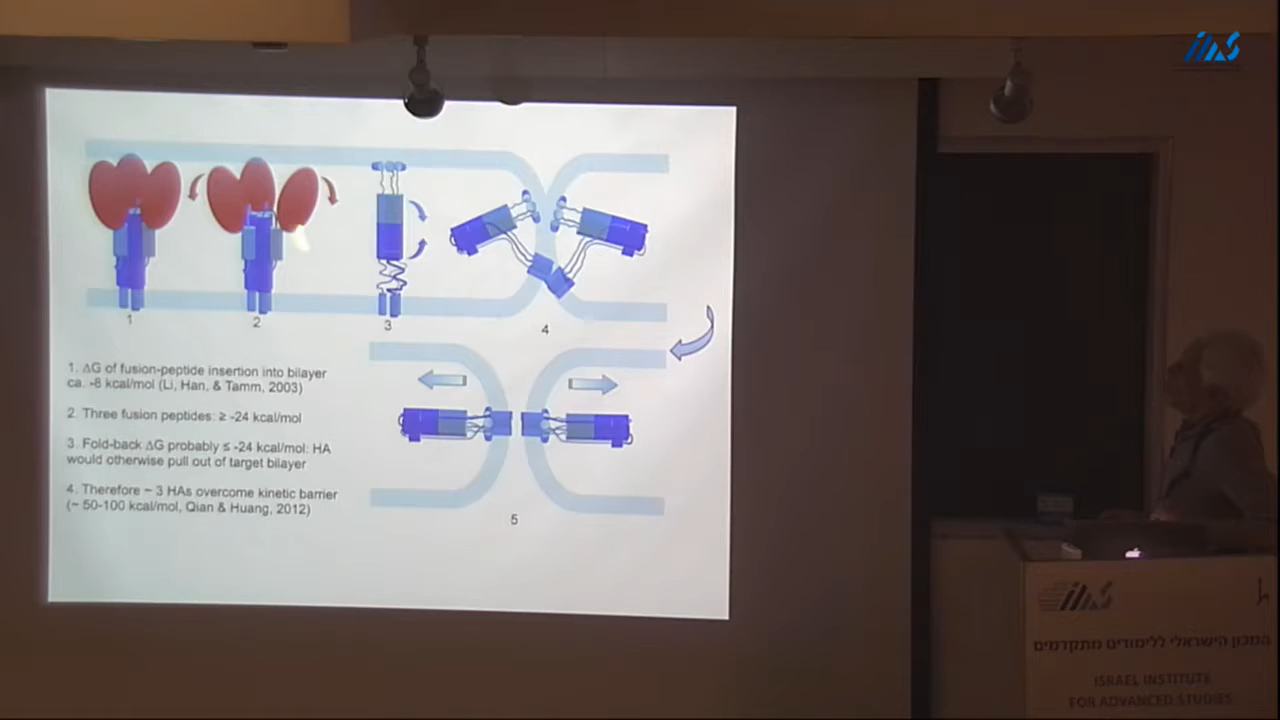 iias
1
2
3
4
1. ΔG of fusion-peptide insertion into bilayer
ca. -8 kcal/mol (Li, Han, & Tamm, 2003)
2. Three fusion peptides: ≥ -24 kcal/mol
3. Fold-back ΔG probably ≤ -24 kcal/mol: HA
would otherwise pull out of target bilayer
4. Therefore ~ 3 HAs overcome kinetic barrier
(~ 50-100 kcal/mol, Qian & Huang, 2012)
5
iias
המכון הישראלי ללימודים מתקדמים
ISRAEL INSTITUTE
FOR ADVANCED STUDIES